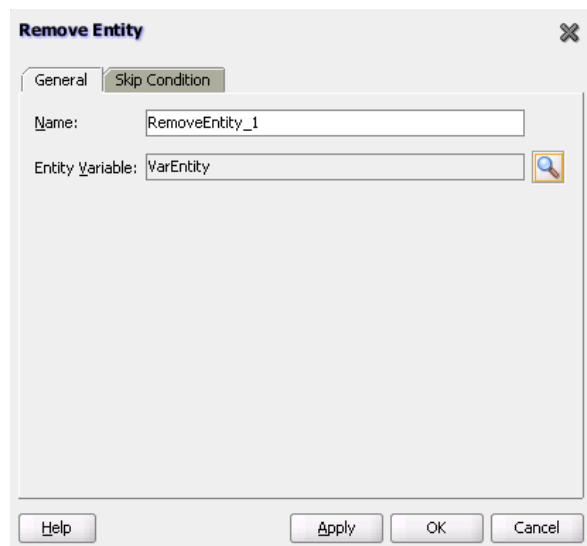 Remove Entity
General Skip Condition
Name: RemoveEntity_1
Entity Variable: VarEntity
Help Apply OK Cancel